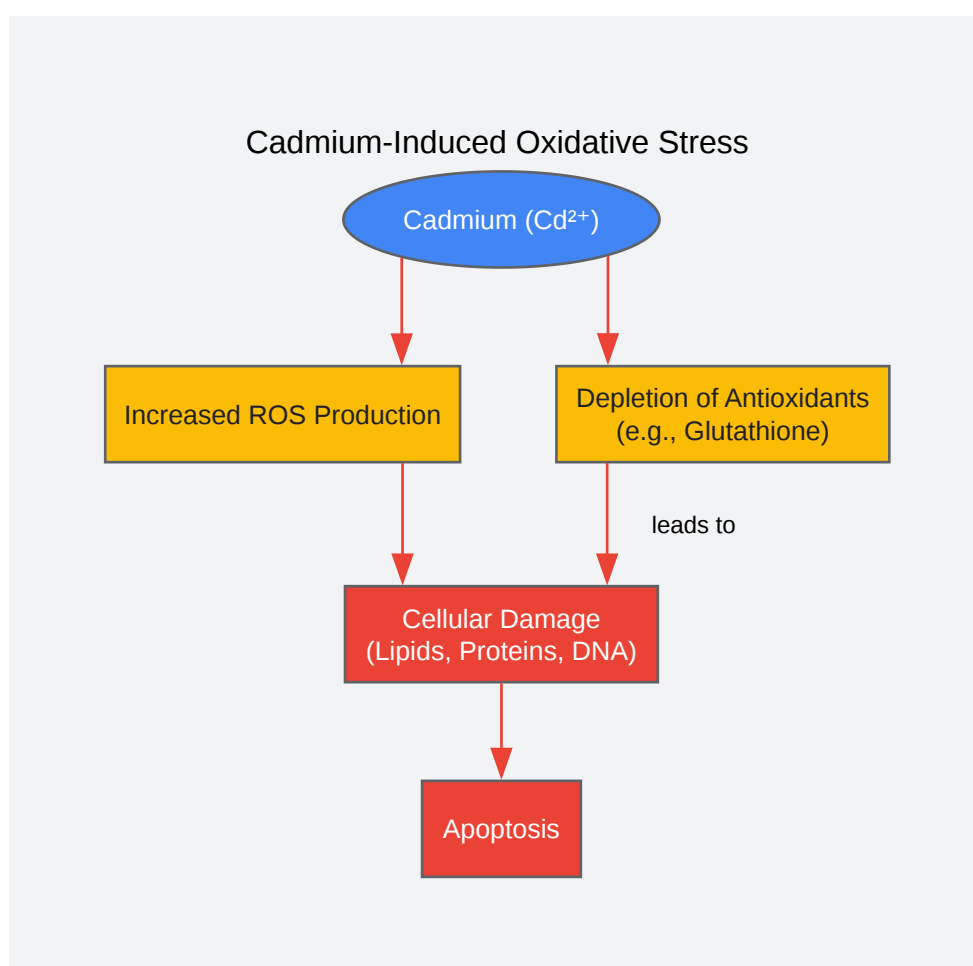 Cadmium-Induced Oxidative Stress
Cadmium (Cd²⁺)
Increased ROS Production
Depletion of Antioxidants
(e.g., Glutathione)
leads to
Cellular Damage
(Lipids, Proteins, DNA)
Apoptosis